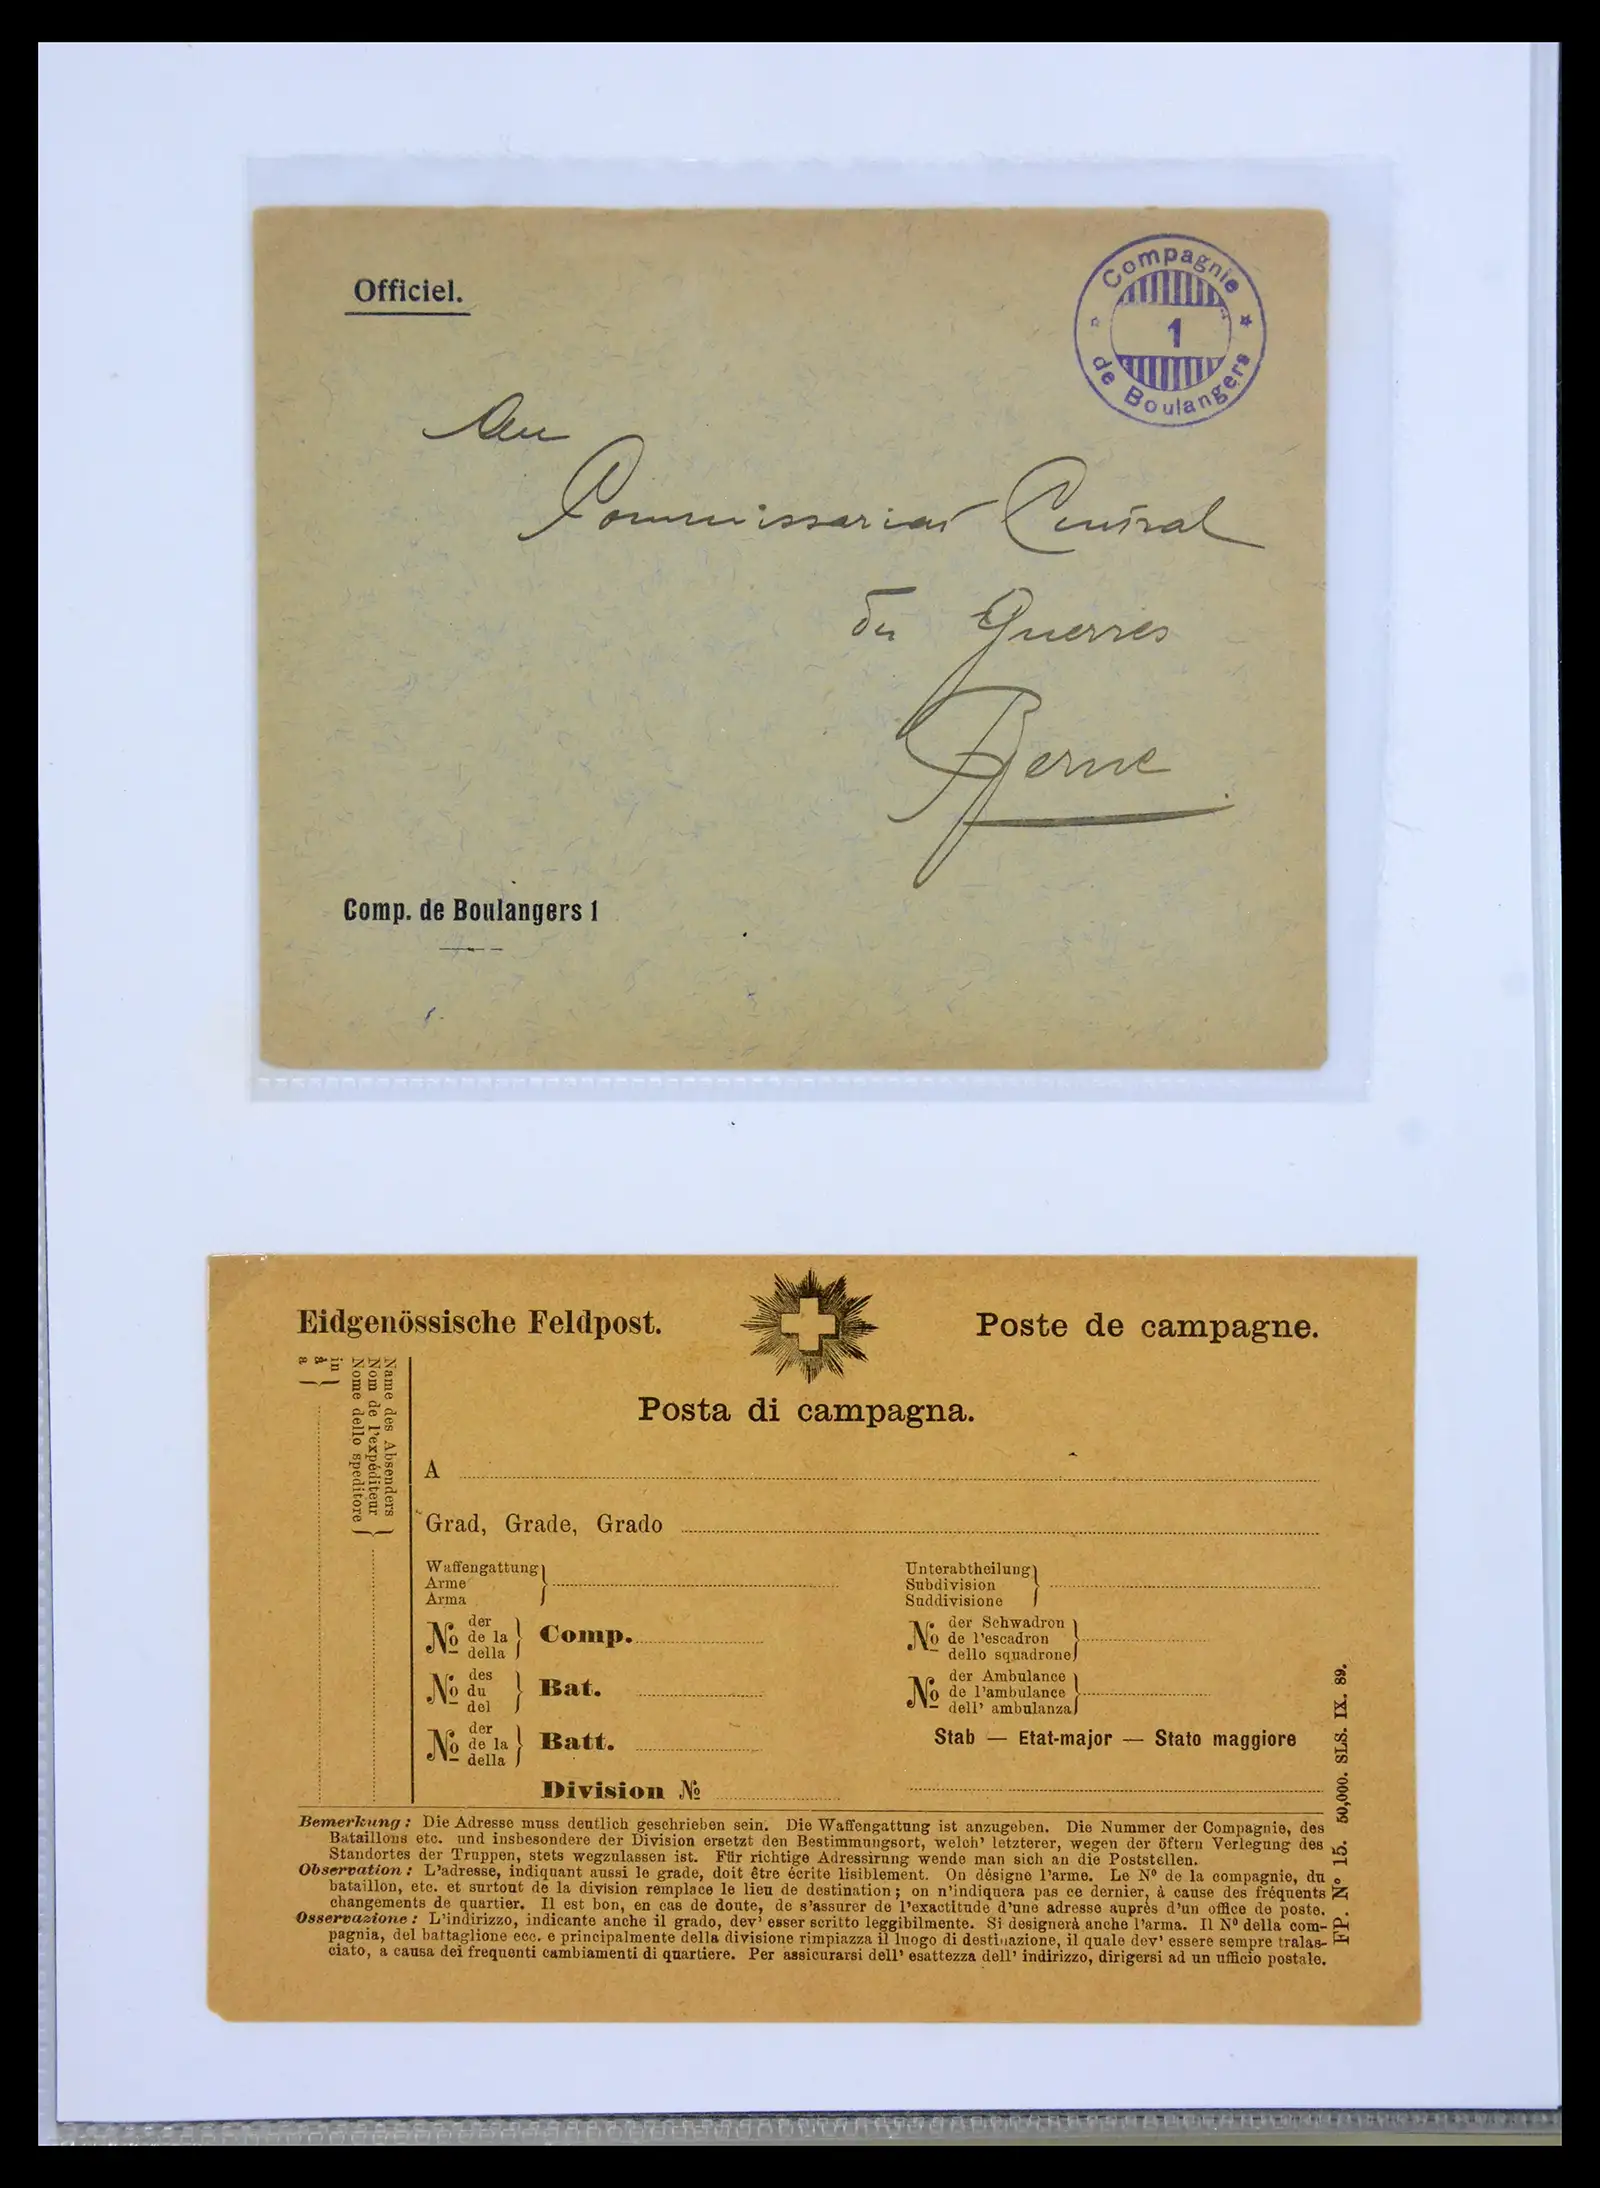 Officiel.
Compagnie
1
de Boulangers
Au
Commissariat Central
du Guerres
Berne
Comp. de Boulangers 1
Eidgenössische Feldpost.
Poste de campagne.
Posta di campagna.
Name des Absenders
Nom de l'expéditeur
Nome dello speditore
in
à
a
A
Grad, Grade, Grado
Waffengattung
Arme
Arma
Unterabtheilung
Subdivision
Suddivisione
No der
de la
della
Comp.
No der Schwadron
de l'escadron
dello squadrone
No des
du
del
Bat.
No der Ambulance
de l'ambulance
dell' ambulanza
No der
de la
della
Batt.
Stab — Etat-major — Stato maggiore
Division No
Bemerkung: Die Adresse muss deutlich geschrieben sein. Die Waffengattung ist anzugeben. Die Nummer der Compagnie, des
Bataillons etc. und insbesondere der Division ersetzt den Bestimmungsort, welch' letzterer, wegen der öftern Verlegung des
Standortes der Truppen, stets wegzulassen ist. Für richtige Adressirung wende man sich an die Poststellen.
Observation: L'adresse, indiquant aussi le grade, doit être écrite lisiblement. On désigne l'arme. Le No de la compagnie, du
bataillon, etc. et surtout de la division remplace le lieu de destination; on n'indiquera pas ce dernier, à cause des fréquents
changements de quartier. Il est bon, en cas de doute, de s'assurer de l'exactitude d'une adresse auprès d'un office de poste.
Osservazione: L'indirizzo, indicante anche il grado, dev' esser scritto leggibilmente. Si designerà anche l'arma. Il No della com-
pagnia, del battaglione ecc. e principalmente della divisione rimpiazza il luogo di destinazione, il quale dev' essere sempre tralas-
ciato, a causa dei frequenti cambiamenti di quartiere. Per assicurarsi dell' esattezza dell' indirizzo, dirigersi ad un ufficio postale.
FP. No 15. 50,000. SLS. IX. 89.